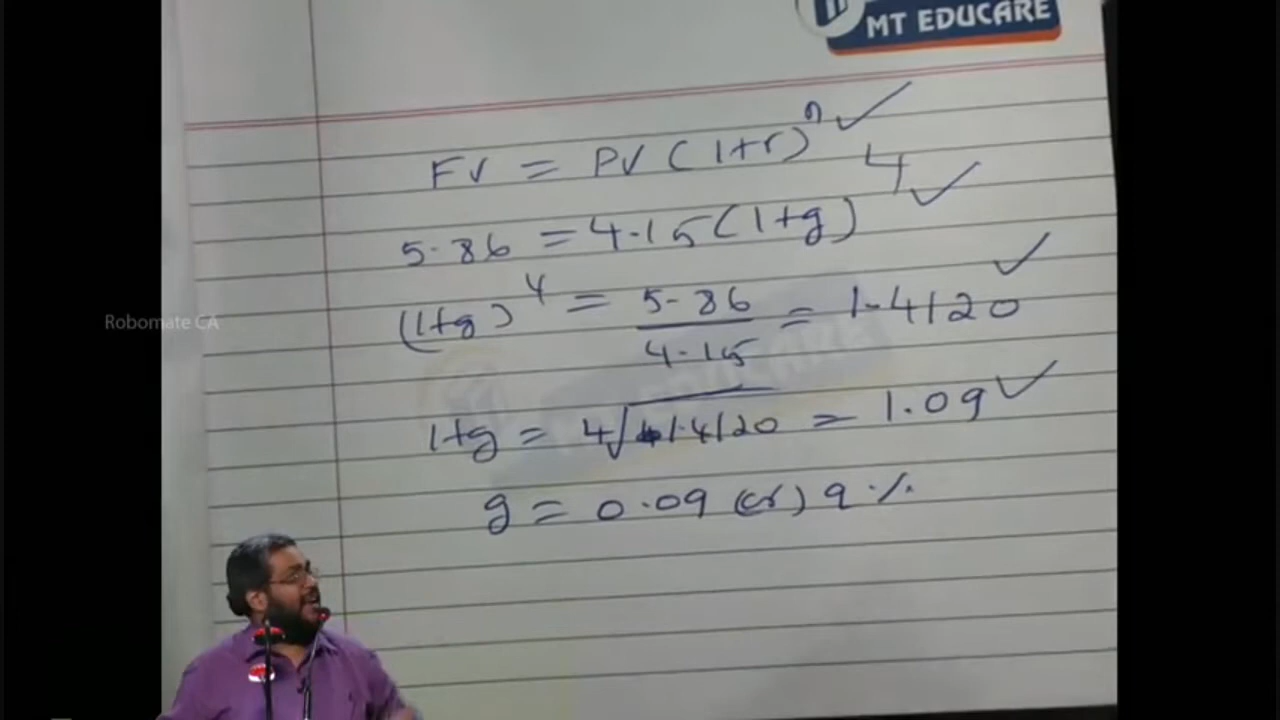 MT EDUCARE
FV = PV (1+r)^n ✓
5.86 = 4.15 (1+g)^4 ✓
(1+g)^4 = 5.86 / 4.15 = 1.4120 ✓
1+g = 4√1.4120 = 1.09 ✓
g = 0.09 (or) 9 %
Robomate CA